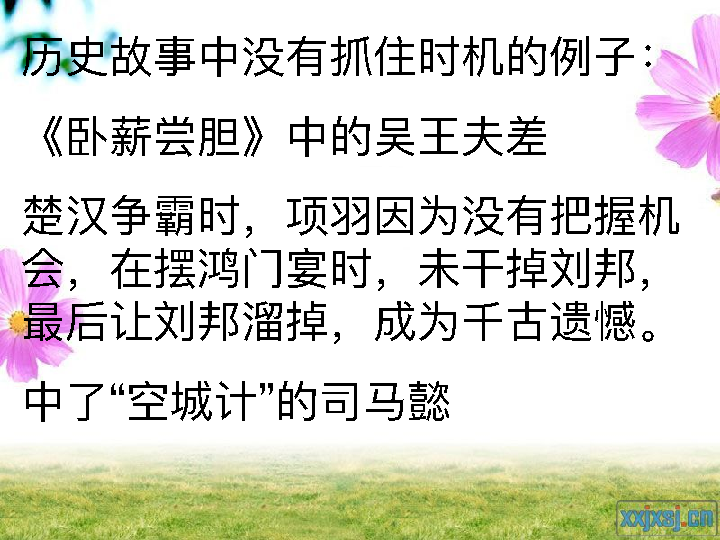 历史故事中没有抓住时机的例子：
《卧薪尝胆》中的吴王夫差
楚汉争霸时，项羽因为没有把握机
会，在摆鸿门宴时，未干掉刘邦，
最后让刘邦溜掉，成为千古遗憾。
中了“空城计”的司马懿
xxjxsj.cn